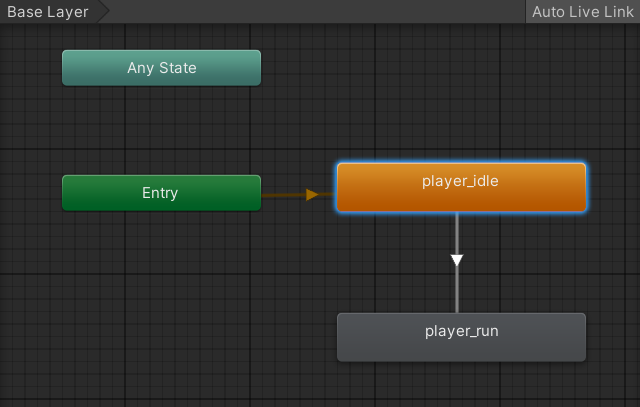 Base Layer
Auto Live Link
Any State
Entry
player_idle
player_run